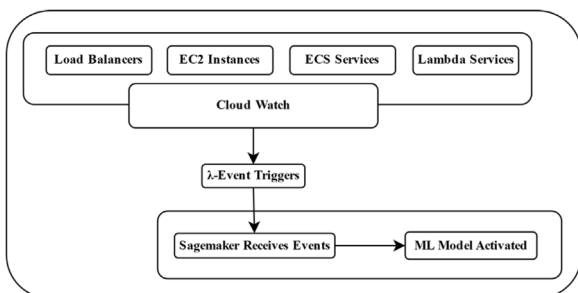 Load Balancers
EC2 Instances
ECS Services
Lambda Services
Cloud Watch
λ-Event Triggers
Sagemaker Receives Events
ML Model Activated